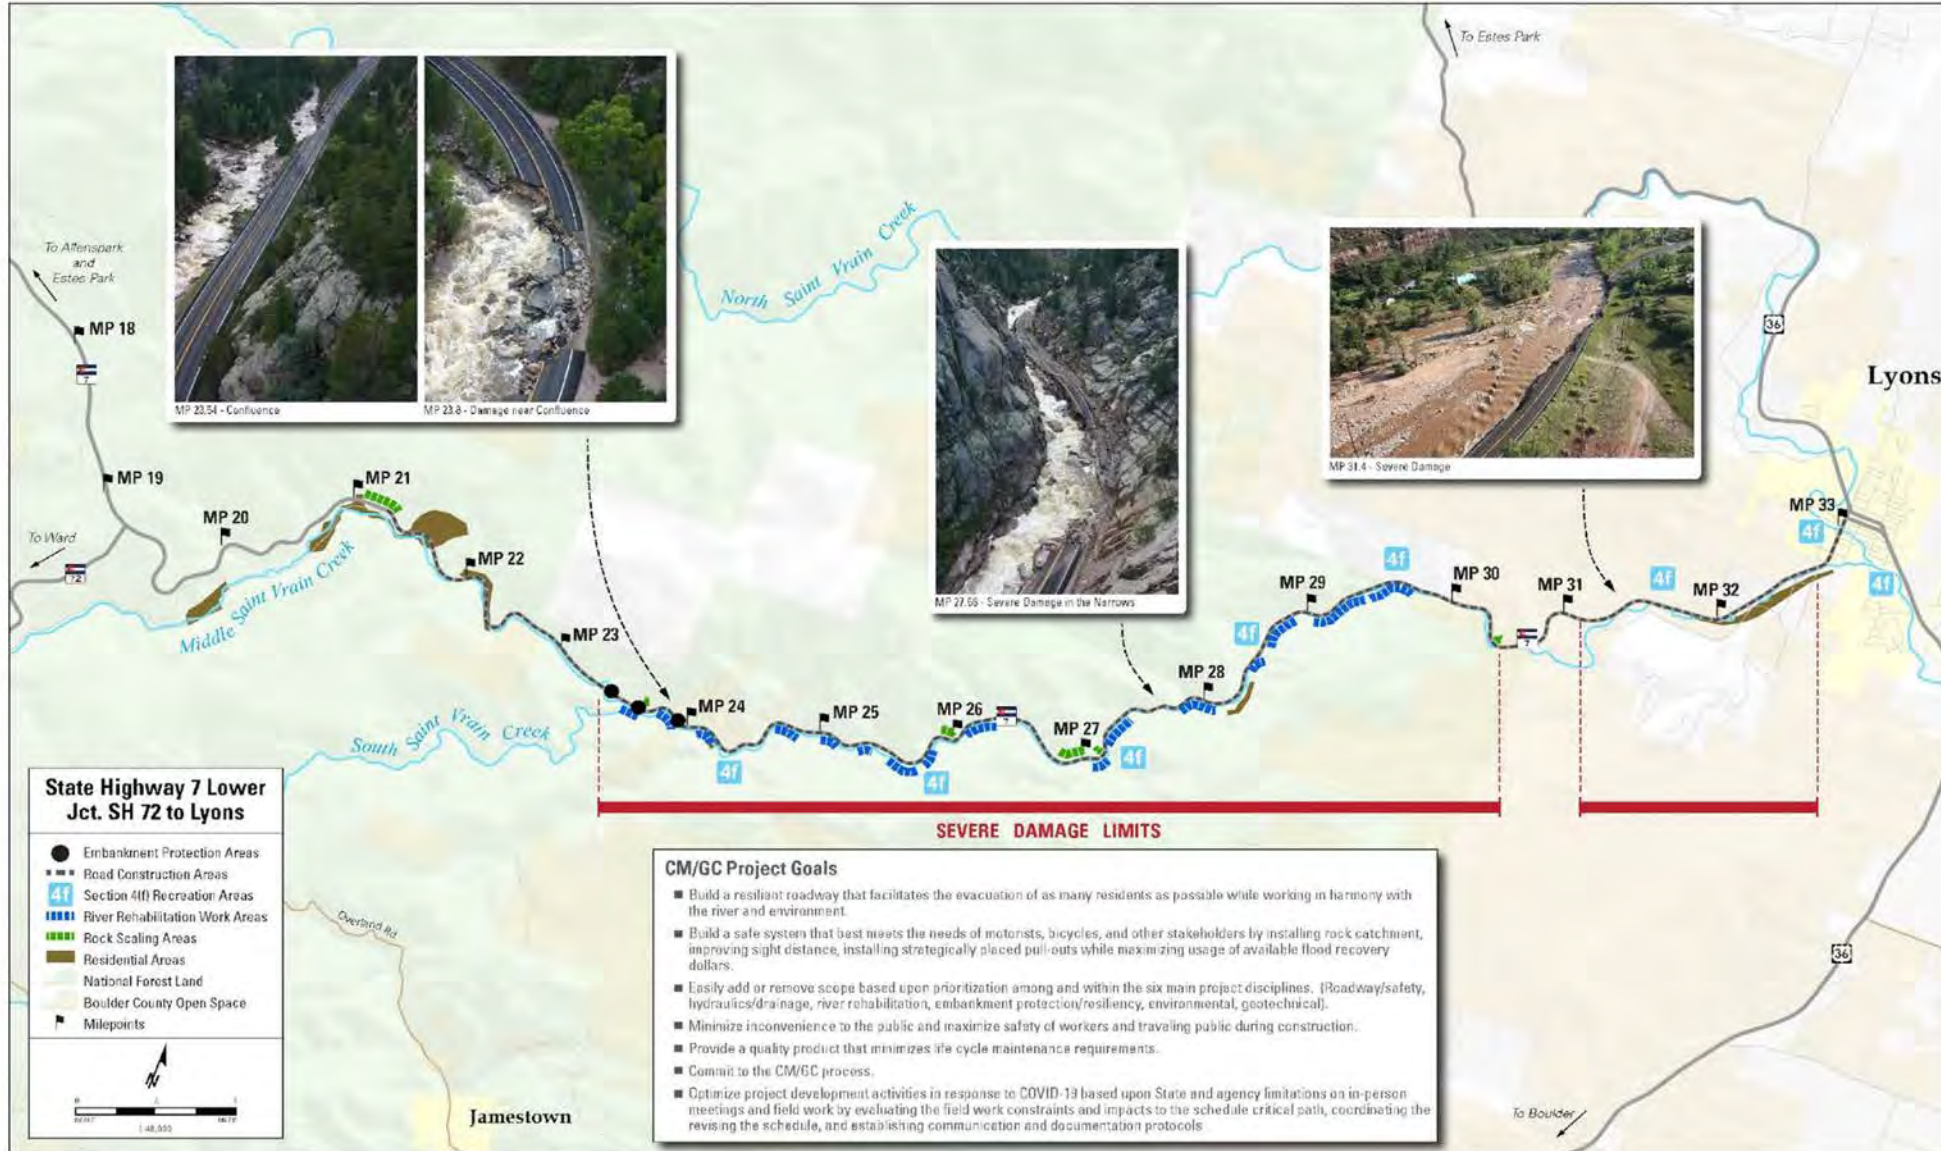 To Estes Park
MP 23.54 - Confluence
MP 23.8 - Damage near Confluence
North Saint Vrain Creek
To Allenspark
and
Estes Park
MP 18
7
36
Lyons
MP 27.66 - Severe Damage in the Narrows
MP 31.4 - Severe Damage
MP 19
MP 20
MP 21
MP 22
To Ward
72
Middle Saint Vrain Creek
MP 23
MP 24
MP 25
MP 26
7
MP 27
MP 28
MP 29
MP 30
7
MP 31
MP 32
MP 33
4f
4f
4f
4f
4f
4f
4f
4f
South Saint Vrain Creek
SEVERE DAMAGE LIMITS
State Highway 7 Lower
Jct. SH 72 to Lyons
Embankment Protection Areas
Road Construction Areas
4f Section 4(f) Recreation Areas
River Rehabilitation Work Areas
Rock Scaling Areas
Residential Areas
National Forest Land
Boulder County Open Space
Milepoints
N
1:48,000
Overland Rd
Jamestown
CM/GC Project Goals
■ Build a resilient roadway that facilitates the evacuation of as many residents as possible while working in harmony with
the river and environment.
■ Build a safe system that best meets the needs of motorists, bicycles, and other stakeholders by installing rock catchment,
improving sight distance, installing strategically placed pull-outs while maximizing usage of available flood recovery
dollars.
■ Easily add or remove scope based upon prioritization among and within the six main project disciplines. (Roadway/safety,
hydraulics/drainage, river rehabilitation, embankment protection/resiliency, environmental, geotechnical).
■ Minimize inconvenience to the public and maximize safety of workers and traveling public during construction.
■ Provide a quality product that minimizes life cycle maintenance requirements.
■ Commit to the CM/GC process.
■ Optimize project development activities in response to COVID-19 based upon State and agency limitations on in-person
meetings and field work by evaluating the field work constraints and impacts to the schedule critical path, coordinating the
revising the schedule, and establishing communication and documentation protocols
36
To Boulder